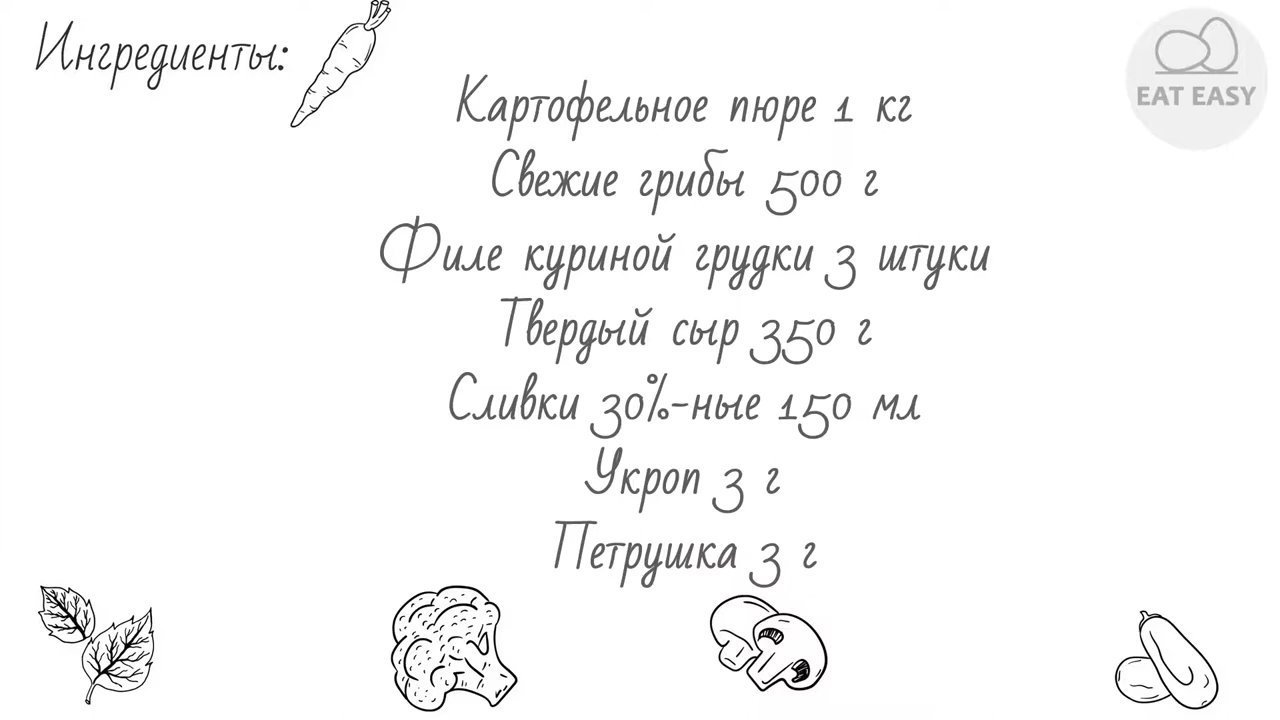 Ингредиенты:
EAT EASY
Картофельное пюре 1 кг
Свежие грибы 500 г
Филе куриной грудки 3 штуки
Твердый сыр 350 г
Сливки 30%-ные 150 мл
Укроп 3 г
Петрушка 3 г